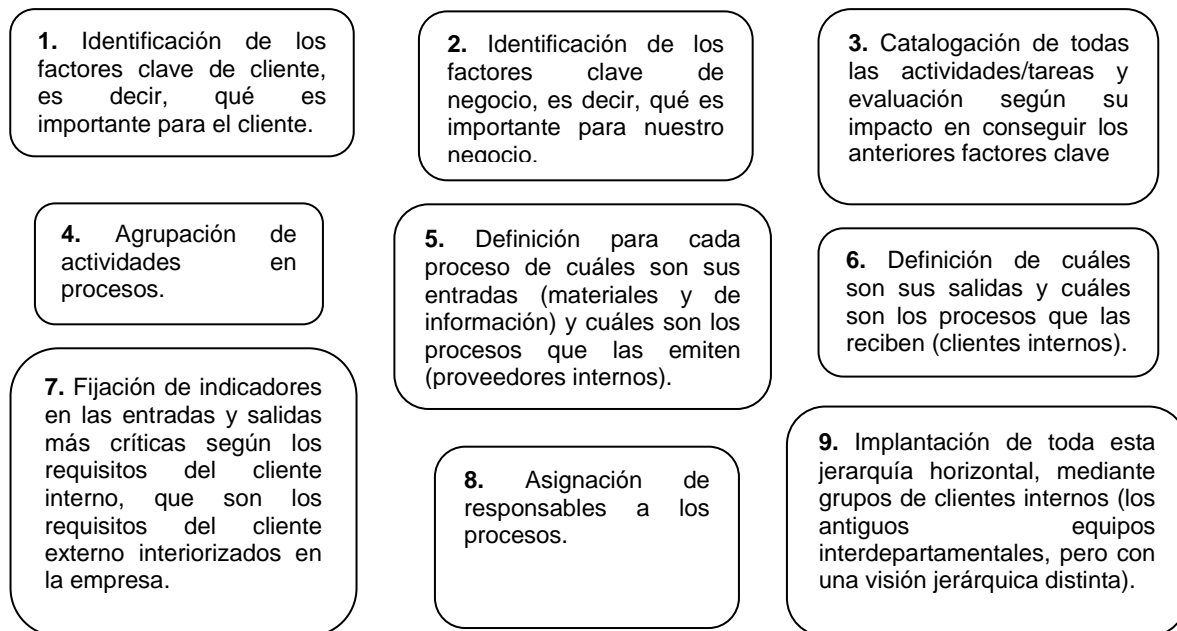 1. Identificación de los
factores clave de cliente,
es decir, qué es
importante para el cliente.
2. Identificación de los
factores clave de
negocio, es decir, qué es
importante para nuestro
negocio.
3. Catalogación de todas
las actividades/tareas y
evaluación según su
impacto en conseguir los
anteriores factores clave
4. Agrupación de
actividades en
procesos.
5. Definición para cada
proceso de cuáles son sus
entradas (materiales y de
información) y cuáles son los
procesos que las emiten
(proveedores internos).
6. Definición de cuáles
son sus salidas y cuáles
son los procesos que las
reciben (clientes internos).
7. Fijación de indicadores
en las entradas y salidas
más críticas según los
requisitos del cliente
interno, que son los
requisitos del cliente
externo interiorizados en
la empresa.
8. Asignación de
responsables a los
procesos.
9. Implantación de toda esta
jerarquía horizontal, mediante
grupos de clientes internos (los
antiguos equipos
interdepartamentales, pero con
una visión jerárquica distinta).